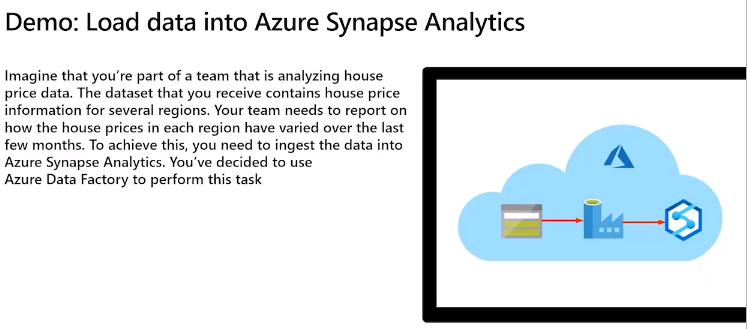 Demo: Load data into Azure Synapse Analytics
Imagine that you're part of a team that is analyzing house
price data. The dataset that you receive contains house price
information for several regions. Your team needs to report on
how the house prices in each region have varied over the last
few months. To achieve this, you need to ingest the data into
Azure Synapse Analytics. You've decided to use
Azure Data Factory to perform this task